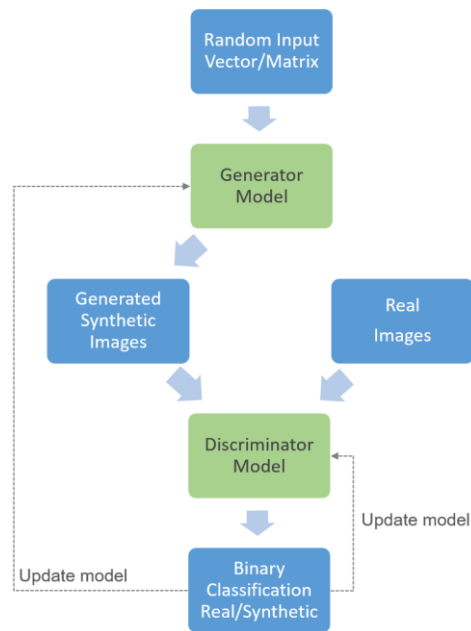 Random Input
Vector/Matrix
Generator
Model
Generated
Synthetic
Images
Real
Images
Discriminator
Model
Update model
Update model
Binary
Classification
Real/Synthetic